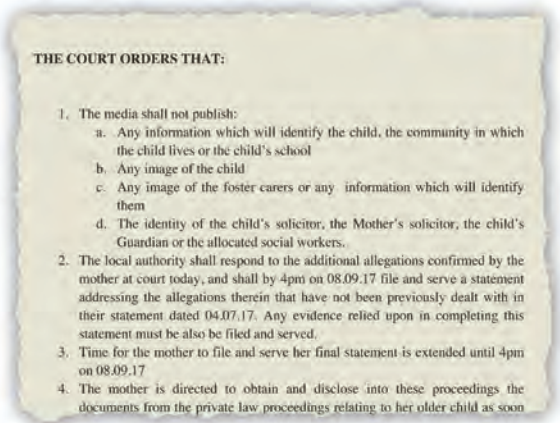 THE COURT ORDERS THAT:
1. The media shall not publish:
a. Any information which will identify the child, the community in which
the child lives or the child's school
b. Any image of the child
c. Any image of the foster carers or any information which will identify
them
d. The identity of the child's solicitor, the Mother's solicitor, the child's
Guardian or the allocated social workers.
2. The local authority shall respond to the additional allegations confirmed by the
mother at court today, and shall by 4pm on 08.09.17 file and serve a statement
addressing the allegations therein that have not been previously dealt with in
their statement dated 04.07.17. Any evidence relied upon in completing this
statement must be also be filed and served.
3. Time for the mother to file and serve her final statement is extended until 4pm
on 08.09.17
4. The mother is directed to obtain and disclose into these proceedings the
documents from the private law proceedings relating to her older child as soon